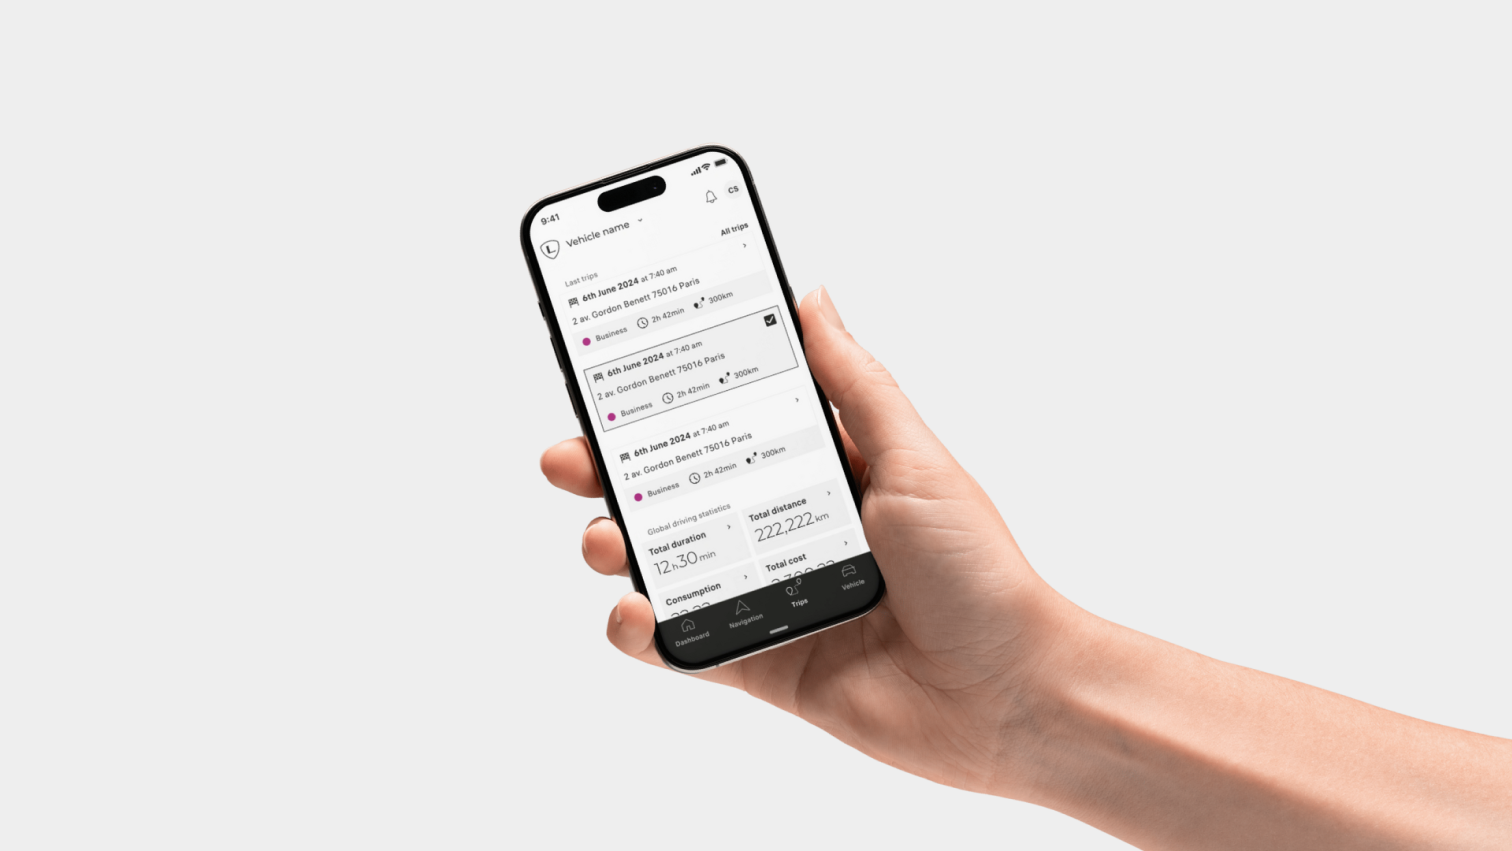 9:41
CS
L
Vehicle name
Last trips
All trips
6th June 2024 at 7:40 am
2 av. Gordon Benett 75016 Paris
Business 2h 42min 300km
6th June 2024 at 7:40 am
2 av. Gordon Benett 75016 Paris
Business 2h 42min 300km
6th June 2024 at 7:40 am
2 av. Gordon Benett 75016 Paris
Business 2h 42min 300km
Global driving statistics
Total duration
12h30min
Total distance
222,222 km
Consumption
Total cost
Dashboard
Navigation
Trips
Vehicle